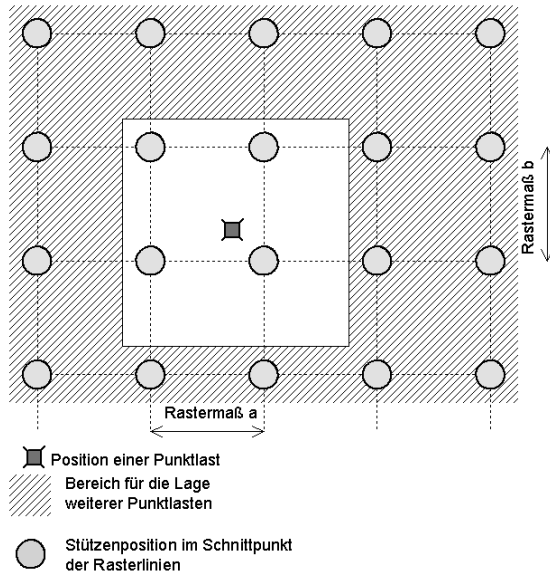 Rastermaß b
Rastermaß a
Position einer Punktlast
Bereich für die Lage
weiterer Punktlasten
Stützenposition im Schnittpunkt
der Rasterlinien